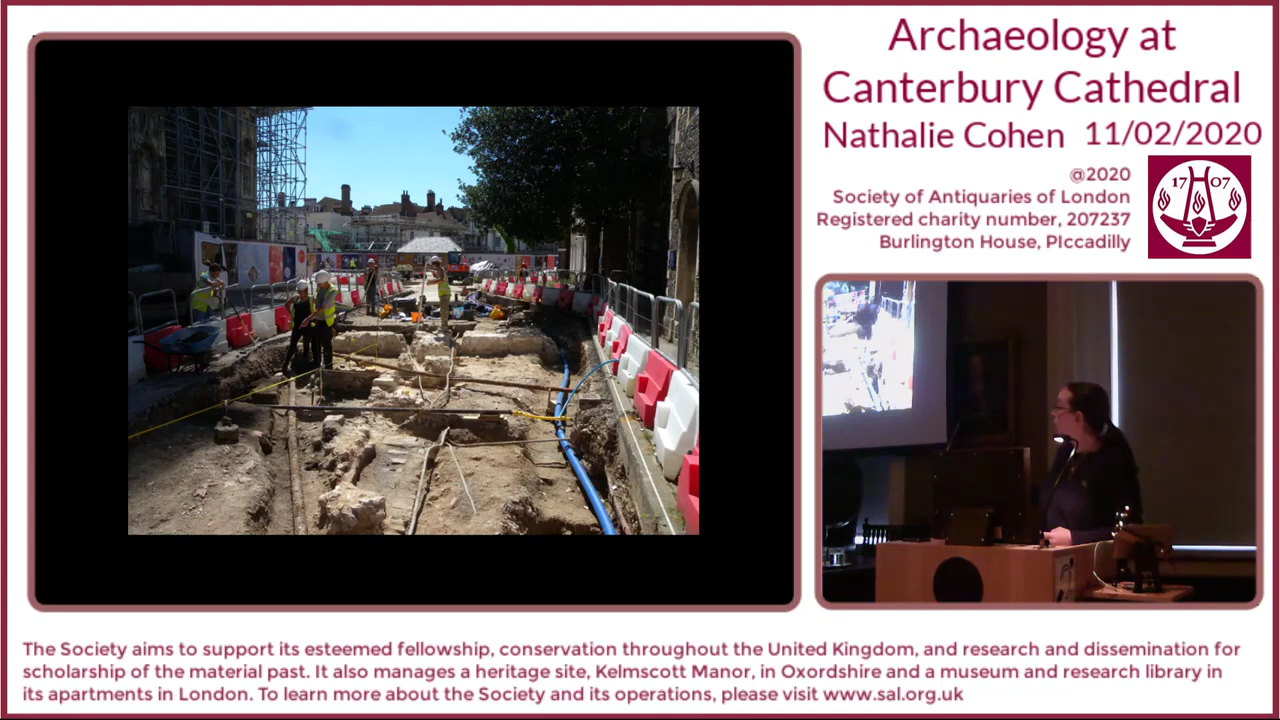 Archaeology at
Canterbury Cathedral
Nathalie Cohen 11/02/2020
@2020
Society of Antiquaries of London
Registered charity number, 207237
Burlington House, PIccadilly
17 07
The Society aims to support its esteemed fellowship, conservation throughout the United Kingdom, and research and dissemination for
scholarship of the material past. It also manages a heritage site, Kelmscott Manor, in Oxordshire and a museum and research library in
its apartments in London. To learn more about the Society and its operations, please visit www.sal.org.uk